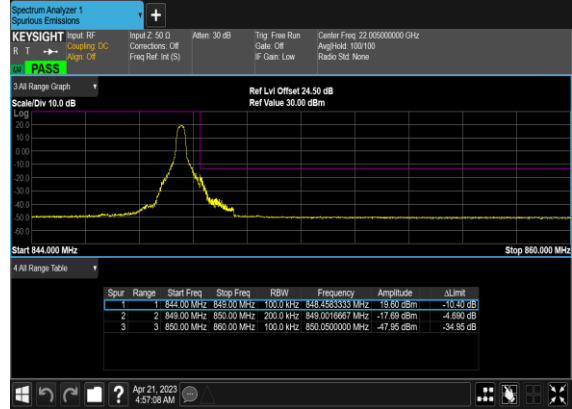 Spectrum Analyzer 1
Spurious Emissions
KEYSIGHT Input: RF Input Z: 50 Ω Atten: 30 dB Trig: Free Run Center Freq: 22.005000000 GHz
R T Coupling: DC Corrections: Off Gate: Off Avg|Hold: 100/100
Align: Off Freq Ref: Int (S) IF Gain: Low Radio Std: None
PASS
3 All Range Graph
Ref Lvl Offset 24.50 dB
Scale/Div 10.0 dB Ref Value 30.00 dBm
Log
20.0
10.0
0.00
-10.0
-20.0
-30.0
-40.0
-50.0
-60.0
Start 844.000 MHz Stop 860.000 MHz
4 All Range Table
Spur Range Start Freq Stop Freq RBW Frequency Amplitude ΔLimit
1 1 844.00 MHz 849.00 MHz 100.0 kHz 848.4583333 MHz 19.60 dBm -10.40 dB
2 2 849.00 MHz 850.00 MHz 200.0 kHz 849.0016667 MHz -17.69 dBm -4.690 dB
3 3 850.00 MHz 860.00 MHz 100.0 kHz 850.0500000 MHz -47.95 dBm -34.95 dB
? Apr 21, 2023
4:57:08 AM